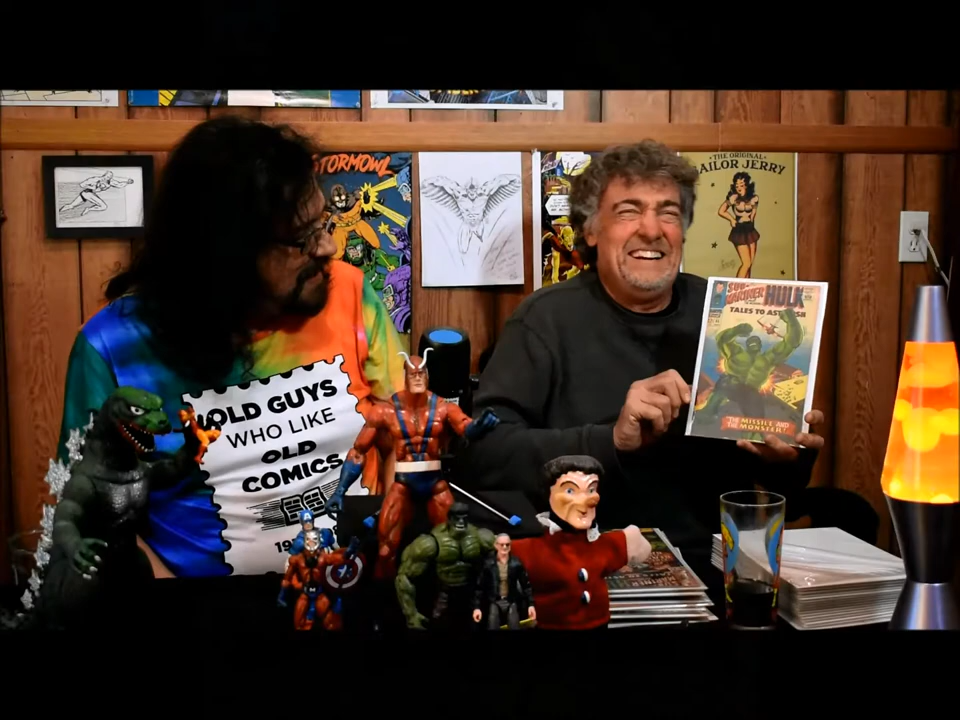 STORMOWL
THE ORIGINAL
SAILOR JERRY
SUB-
MARINER
HULK
TALES TO ASTONISH
"THE MISSILE AND
THE MONSTER!"
OLD GUYS
WHO LIKE
OLD
COMICS